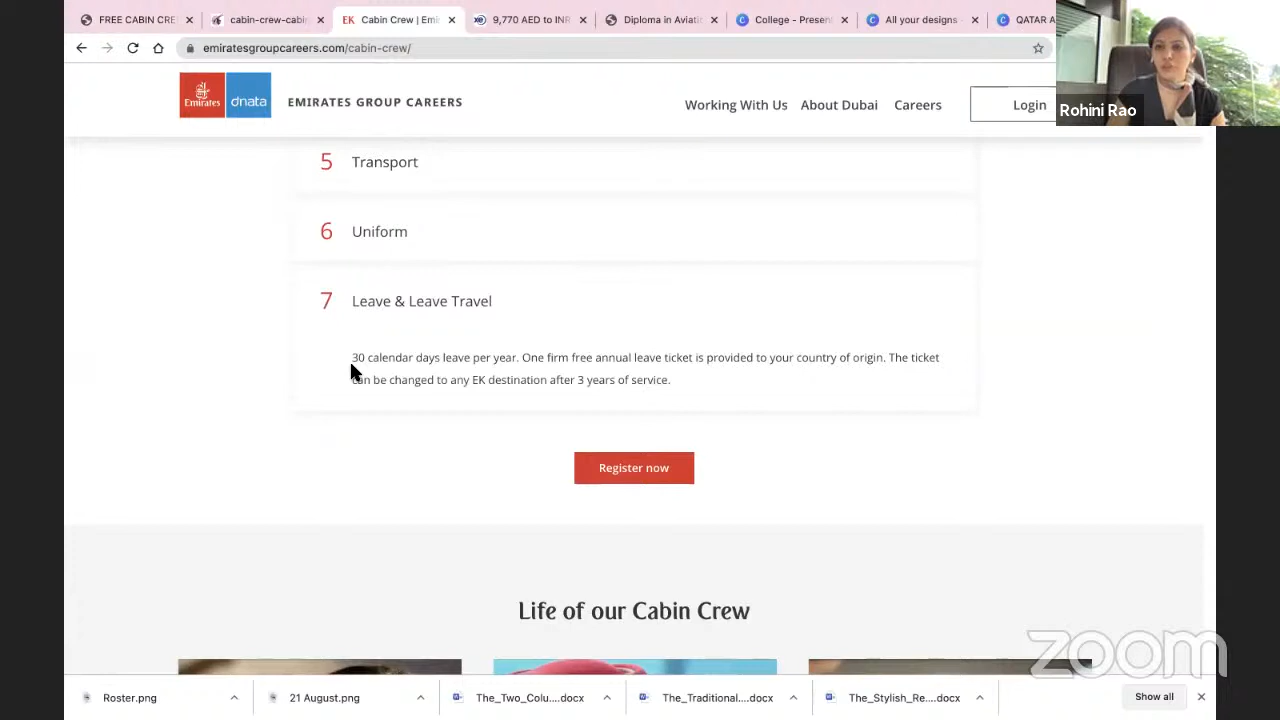 FREE CABIN CRE
cabin-crew-cabi
EK Cabin Crew | Emi
9,770 AED to INR
Diploma in Aviati
College - Present
All your designs -
QATAR A
emiratesgroupcareers.com/cabin-crew/
Emirates
dnata
EMIRATES GROUP CAREERS
Working With Us
About Dubai
Careers
Login
Rohini Rao
5 Transport
6 Uniform
7 Leave & Leave Travel
30 calendar days leave per year. One firm free annual leave ticket is provided to your country of origin. The ticket
can be changed to any EK destination after 3 years of service.
Register now
Life of our Cabin Crew
zoom
Roster.png
21 August.png
The_Two_Colu....docx
The_Traditional....docx
The_Stylish_Re....docx
Show all